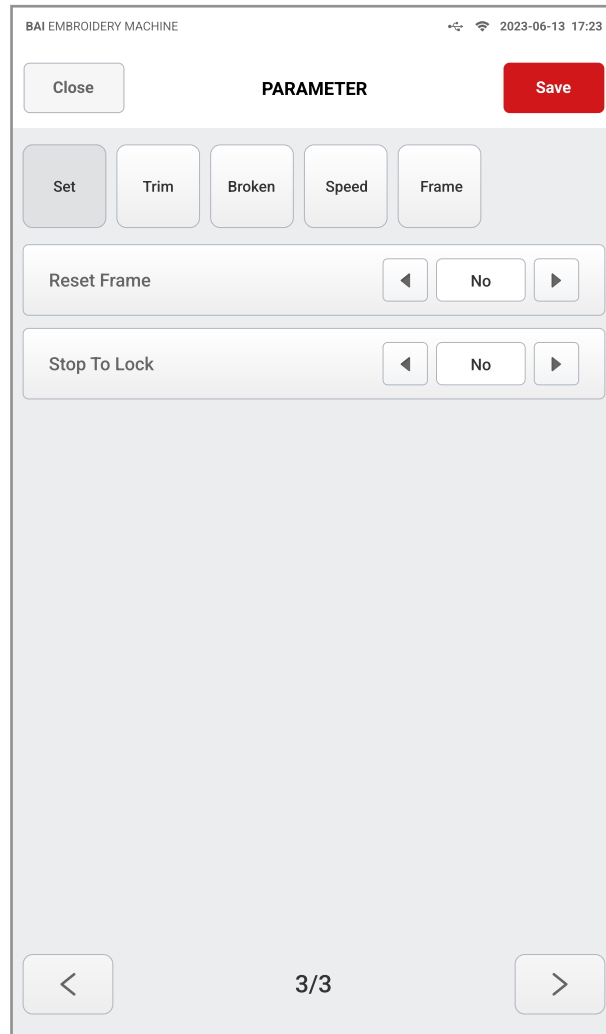 BAI EMBROIDERY MACHINE 2023-06-13 17:23
Close PARAMETER Save
Set Trim Broken Speed Frame
Reset Frame No
Stop To Lock No
3/3